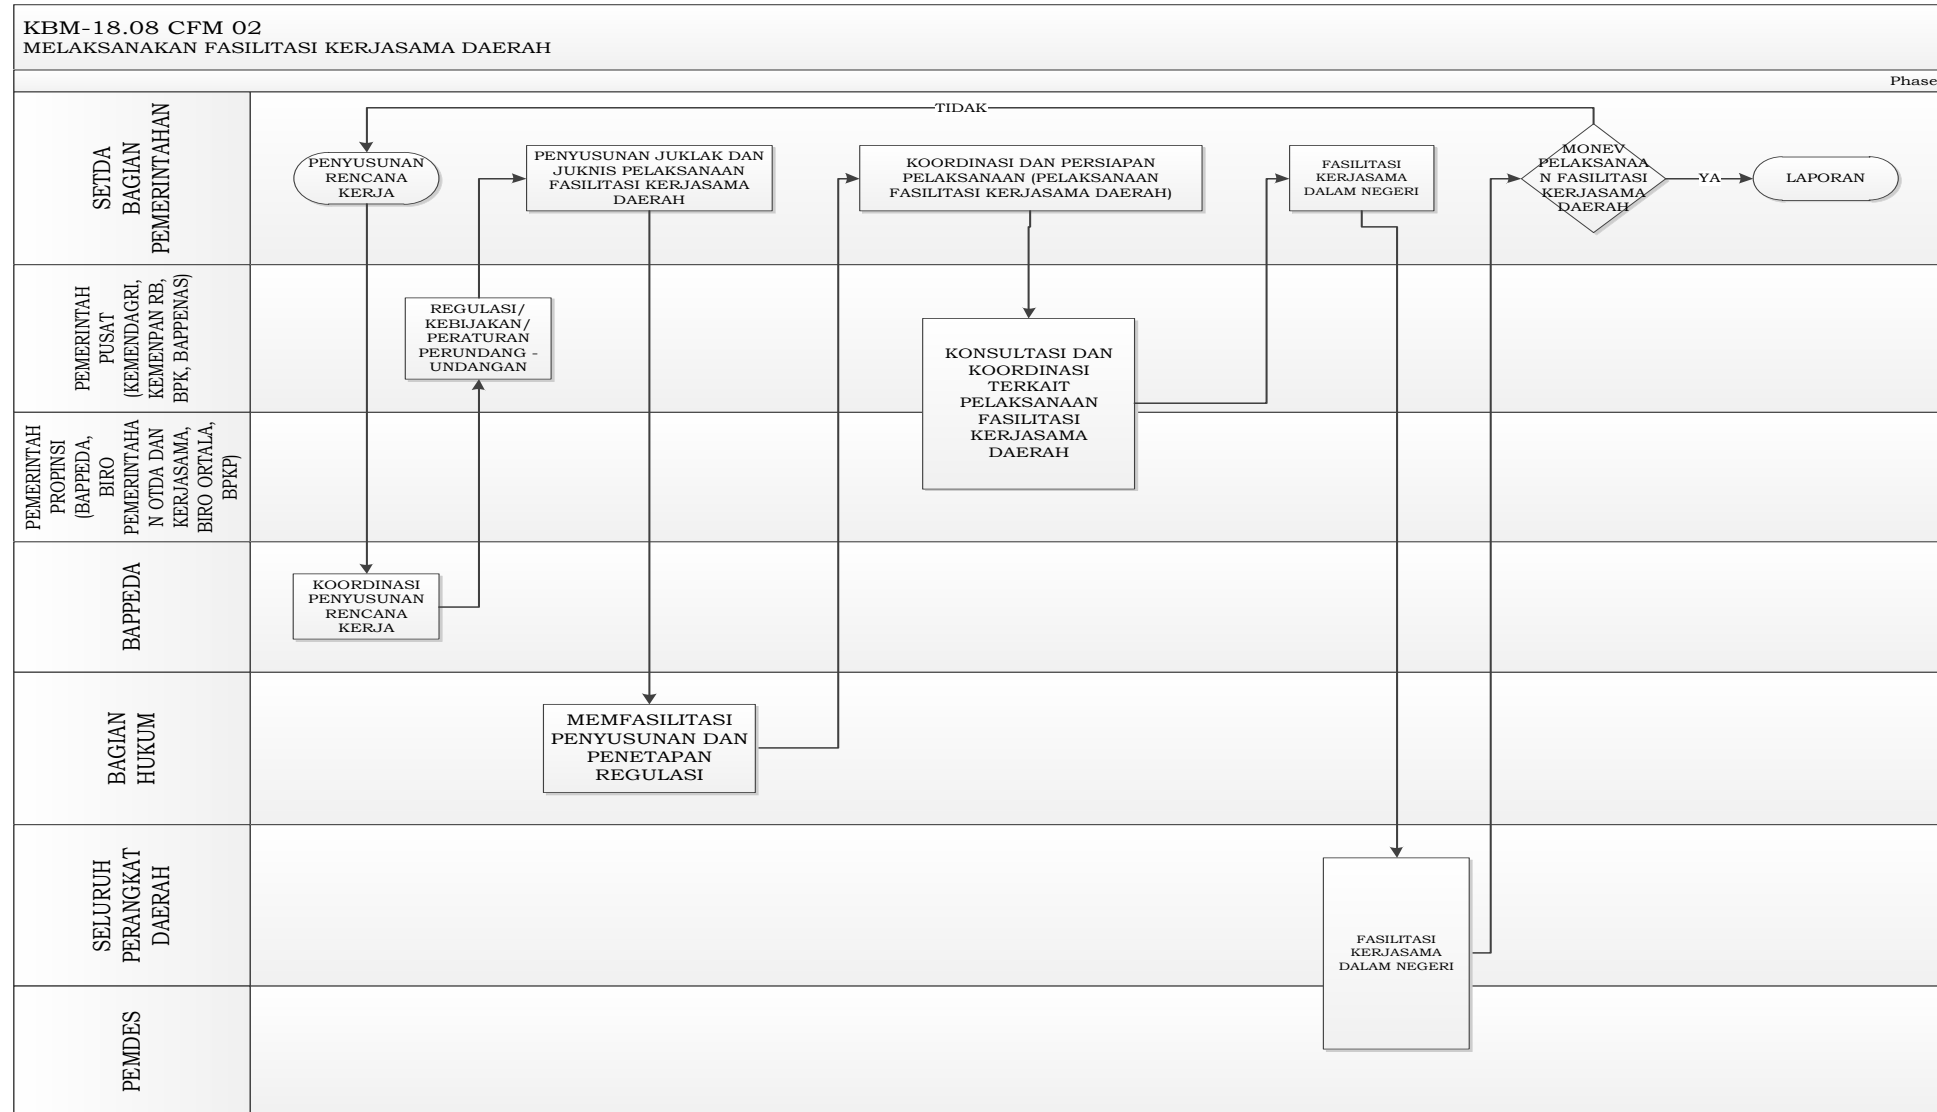 KBM-18.08 CFM 02
MELAKSANAKAN FASILITASI KERJASAMA DAERAH
Phase
SETDA
BAGIAN
PEMERINTAHAN
TIDAK
PENYUSUNAN
RENCANA
KERJA
PENYUSUNAN JUKLAK DAN
JUKNIS PELAKSANAAN
FASILITASI KERJASAMA
DAERAH
KOORDINASI DAN PERSIAPAN
PELAKSANAAN (PELAKSANAAN
FASILITASI KERJASAMA DAERAH)
FASILITASI
KERJASAMA
DALAM NEGERI
MONEV
PELAKSANAA
N FASILITASI
KERJASAMA
DAERAH
YA
LAPORAN
PEMERINTAH
PUSAT
(KEMENDAGRI,
KEMENPAN RB,
BPK, BAPPENAS)
REGULASI/
KEBIJAKAN/
PERATURAN
PERUNDANG -
UNDANGAN
KONSULTASI DAN
KOORDINASI
TERKAIT
PELAKSANAAN
FASILITASI
KERJASAMA
DAERAH
PEMERINTAH
PROPINSI
(BAPPEDA,
BIRO
PEMERINTAHA
N OTDA DAN
KERJASAMA,
BIRO ORTALA,
BPKP)
BAPPEDA
KOORDINASI
PENYUSUNAN
RENCANA
KERJA
BAGIAN
HUKUM
MEMFASILITASI
PENYUSUNAN DAN
PENETAPAN
REGULASI
SELURUH
PERANGKAT
DAERAH
FASILITASI
KERJASAMA
DALAM NEGERI
PEMDES